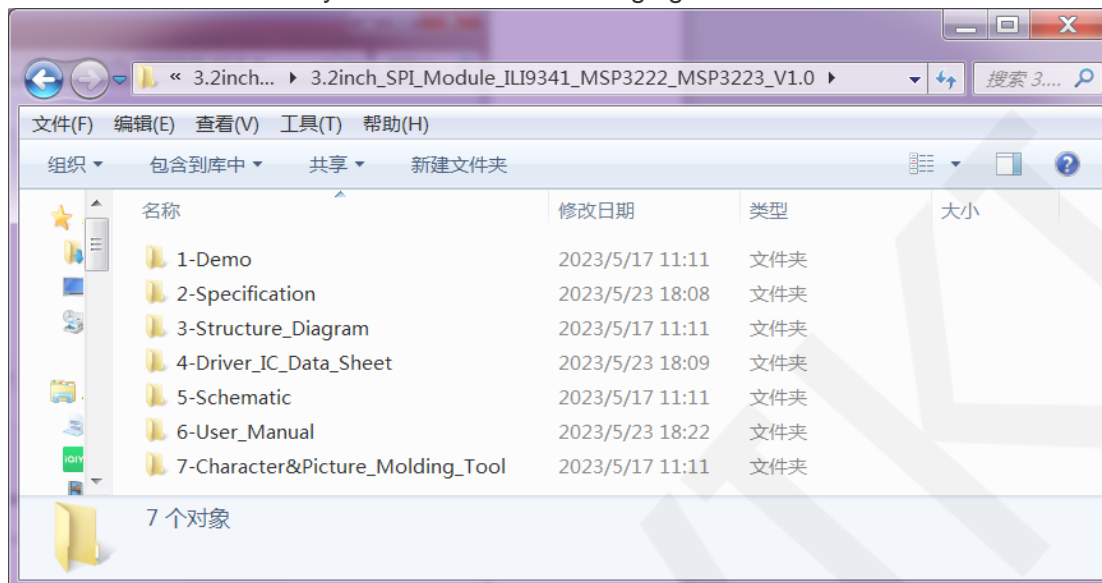 « 3.2inch... ▸ 3.2inch_SPI_Module_ILI9341_MSP3222_MSP3223_V1.0 ▸ 搜索 3....
文件(F) 编辑(E) 查看(V) 工具(T) 帮助(H)
组织 包含到库中 共享 新建文件夹
名称 修改日期 类型 大小
1-Demo 2023/5/17 11:11 文件夹
2-Specification 2023/5/23 18:08 文件夹
3-Structure_Diagram 2023/5/17 11:11 文件夹
4-Driver_IC_Data_Sheet 2023/5/23 18:09 文件夹
5-Schematic 2023/5/17 11:11 文件夹
6-User_Manual 2023/5/23 18:22 文件夹
7-Character&Picture_Molding_Tool 2023/5/17 11:11 文件夹
7 个对象